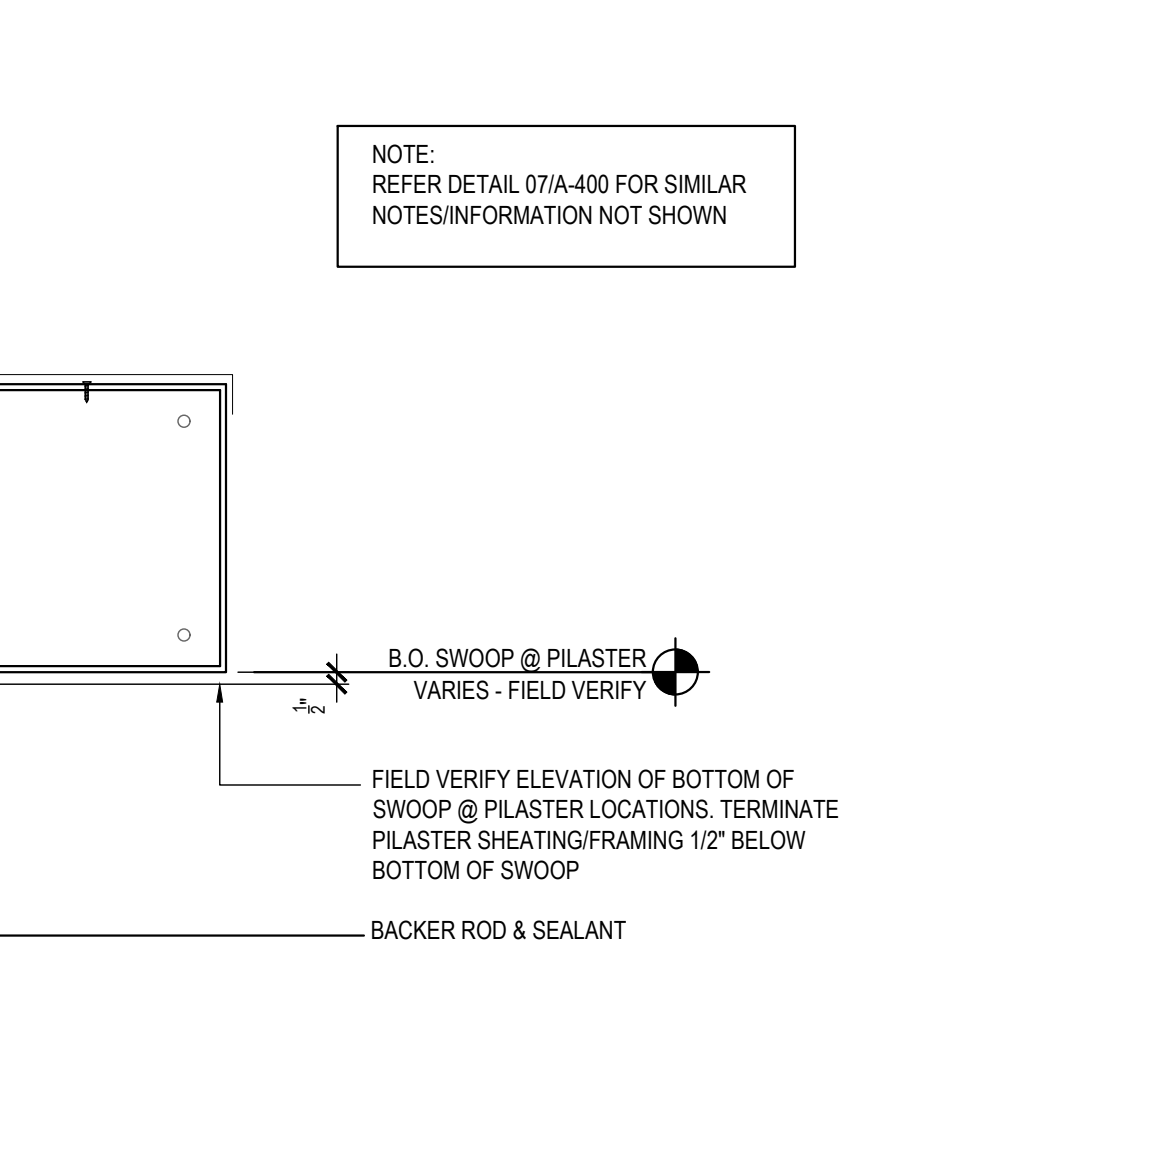 NOTE:
REFER DETAIL 07/A-400 FOR SIMILAR
NOTES/INFORMATION NOT SHOWN
B.O. SWOOP @ PILASTER
VARIES - FIELD VERIFY
1/2"
FIELD VERIFY ELEVATION OF BOTTOM OF
SWOOP @ PILASTER LOCATIONS. TERMINATE
PILASTER SHEATING/FRAMING 1/2" BELOW
BOTTOM OF SWOOP
BACKER ROD & SEALANT